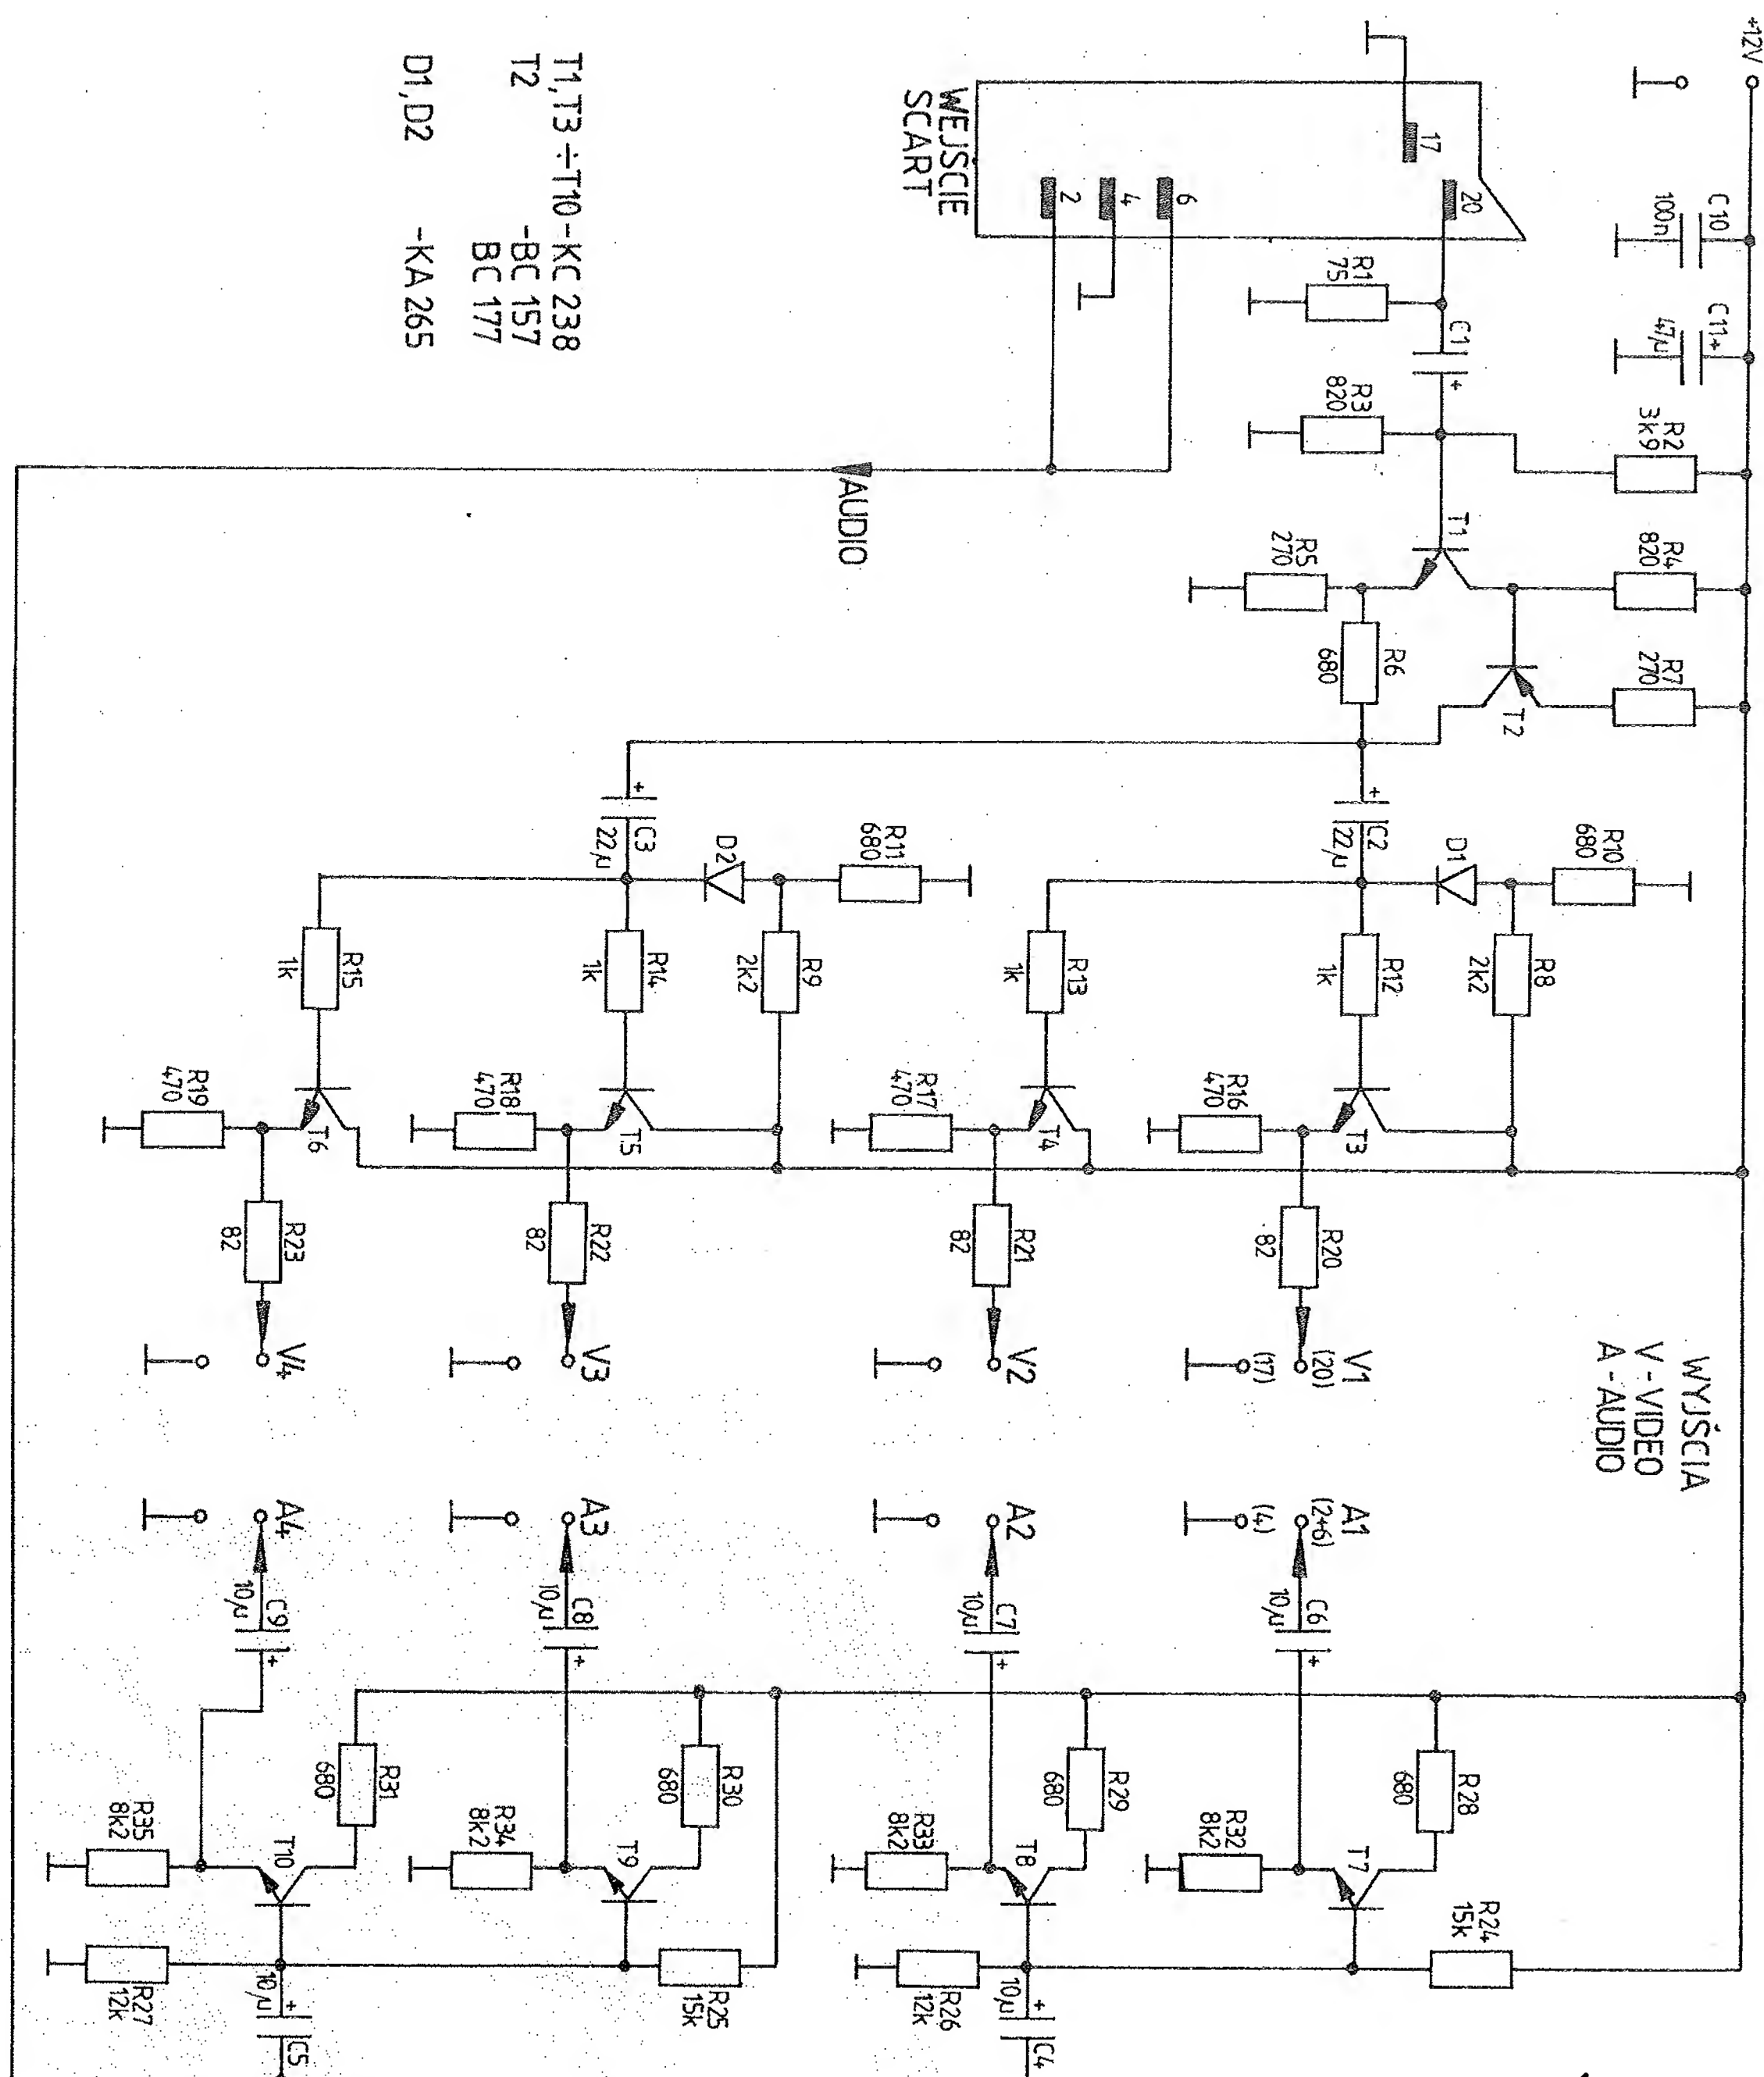 +12V
C10
100n
C11+
47µ
R2
3k9
R4
820
R7
270
WEJŚCIE
SCART
17
20
6
4
2
R1
75
C1
+
R3
820
T1
R5
270
R6
680
T2
AUDIO
T1,T3÷T10-KC 238
T2 -BC 157
BC 177
D1,D2 -KA 265
+
C2
22µ
D1
R10
680
R8
2k2
R12
1k
R13
1k
+
C3
22µ
D2
R11
680
R9
2k2
R14
1k
R15
1k
T3
R16
470
T4
R17
470
T5
R18
470
T6
R19
470
R20
82
R21
82
R22
82
R23
82
WYJŚCIA
V-VIDEO
A-AUDIO
V1
(20)
(17)
V2
V3
V4
A1
(2+6)
(4)
A2
A3
A4
C6
10µ
+
C7
10µ
+
C8
10µ
+
C9
10µ
+
R28
680
R29
680
R30
680
R31
680
T7
R32
8k2
T8
R33
8k2
T9
R34
8k2
T10
R35
8k2
R24
15k
R26
12k
10µ
+
C4
R25
15k
R27
12k
10µ
+
C5